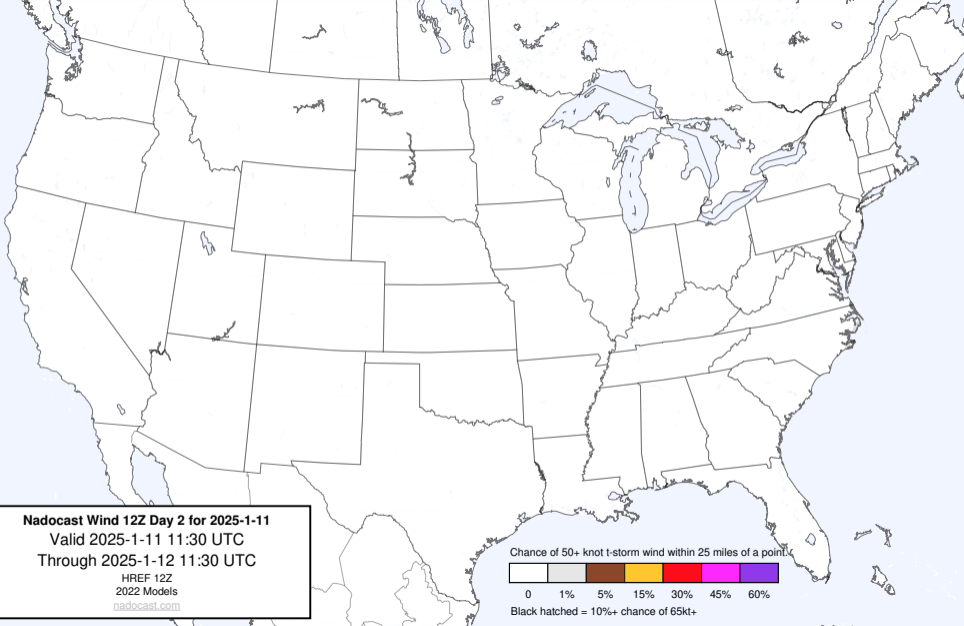 Nadocast Wind 12Z Day 2 for 2025-1-11
Valid 2025-1-11 11:30 UTC
Through 2025-1-12 11:30 UTC
HREF 12Z
2022 Models
nadocast.com
Chance of 50+ knot t-storm wind within 25 miles of a point.
0 1% 5% 15% 30% 45% 60%
Black hatched = 10%+ chance of 65kt+